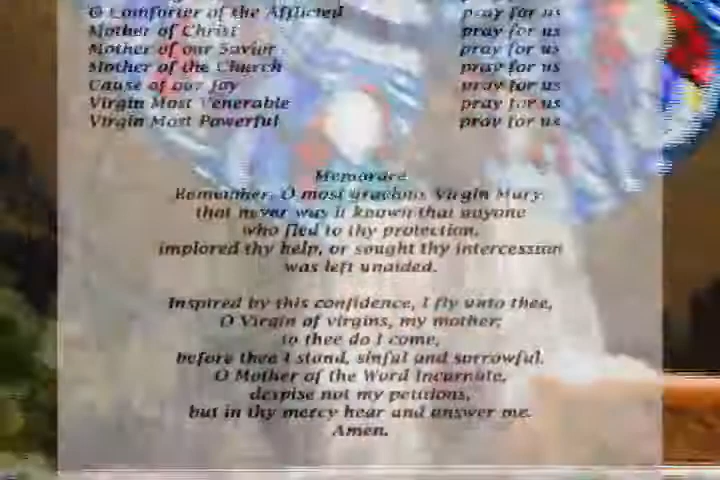 O Comforter of the Afflicted pray for us
Mother of Christ pray for us
Mother of our Savior pray for us
Mother of the Church pray for us
Cause of our Joy pray for us
Virgin Most Venerable pray for us
Virgin Most Powerful pray for us
Memorare
Remember, O most gracious Virgin Mary,
that never was it known that anyone
who fled to thy protection,
implored thy help, or sought thy intercession
was left unaided.
Inspired by this confidence, I fly unto thee,
O Virgin of virgins, my mother;
to thee do I come,
before thee I stand, sinful and sorrowful.
O Mother of the Word Incarnate,
despise not my petitions,
but in thy mercy hear and answer me.
Amen.